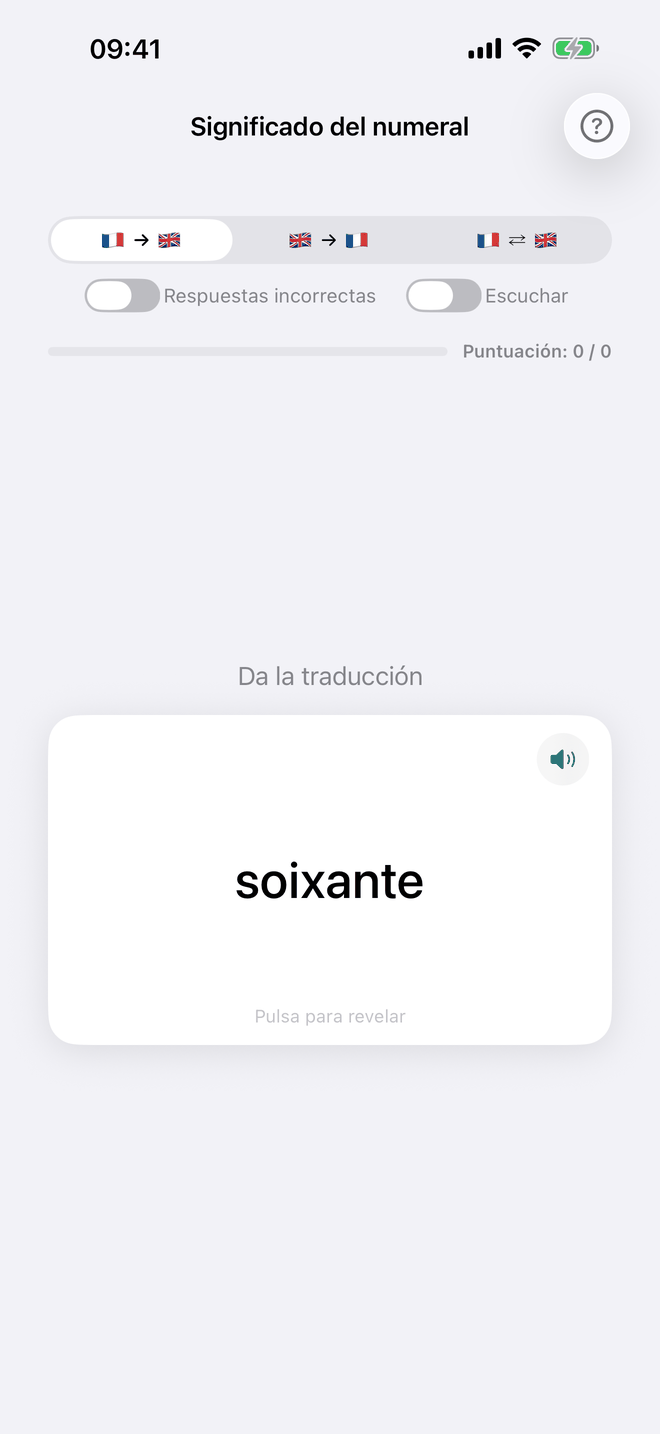 09:41
Significado del numeral
🇫🇷 → 🇬🇧 🇬🇧 → 🇫🇷 🇫🇷 ⇄ 🇬🇧
Respuestas incorrectas Escuchar
Puntuación: 0 / 0
Da la traducción
soixante
Pulsa para revelar